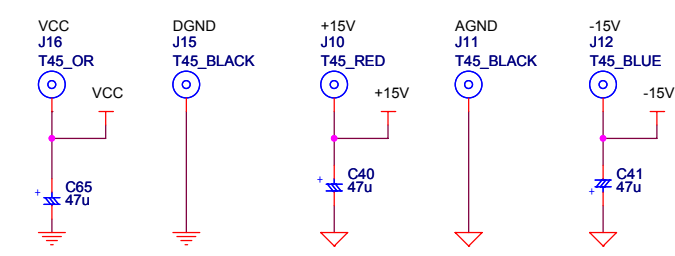 VCC
J16
T45_OR
VCC
+
C65
47u
DGND
J15
T45_BLACK
+15V
J10
T45_RED
+15V
+
C40
47u
AGND
J11
T45_BLACK
-15V
J12
T45_BLUE
-15V
C41
47u
+